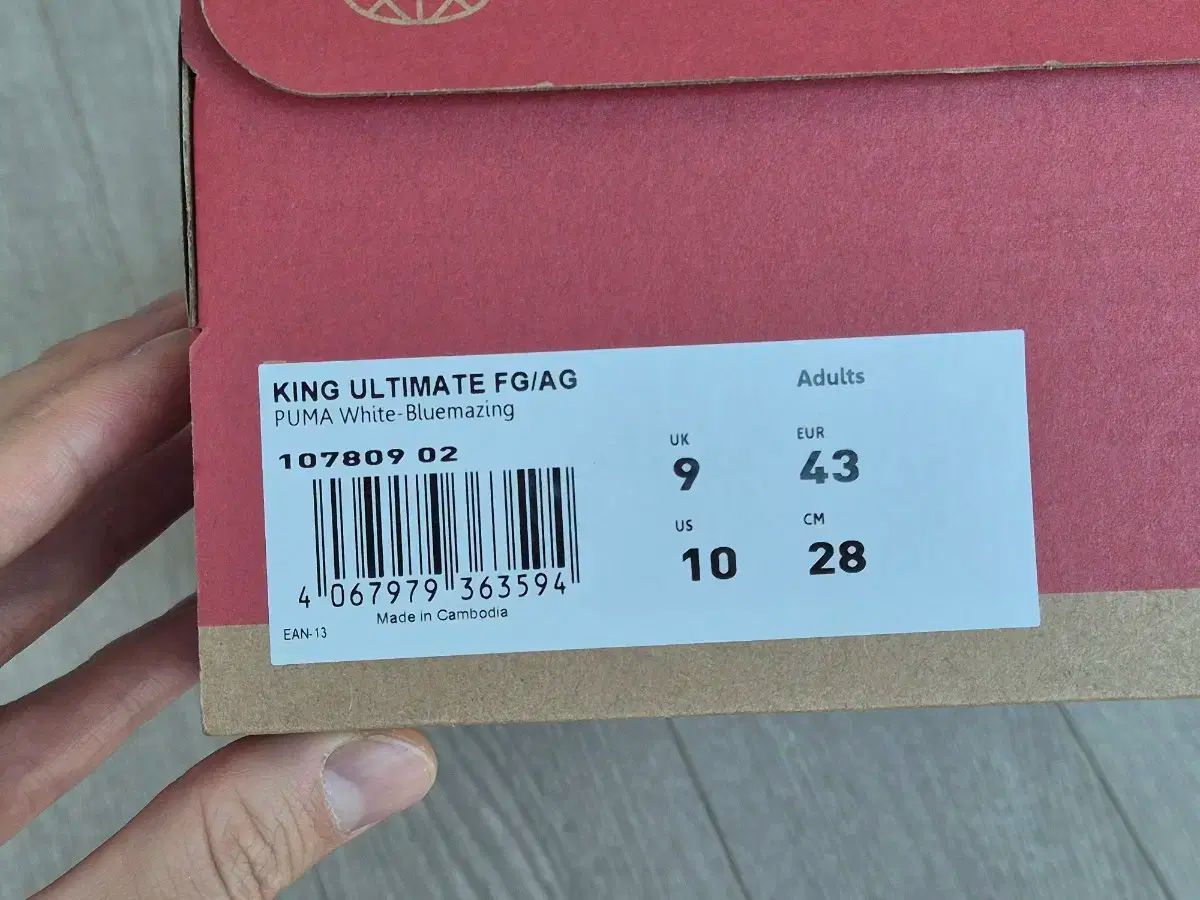 KING ULTIMATE FG/AG
PUMA White-Bluemazing
107809 02
4 067979 363594
Made in Cambodia
EAN-13
Adults
UK
9
EUR
43
US
10
CM
28